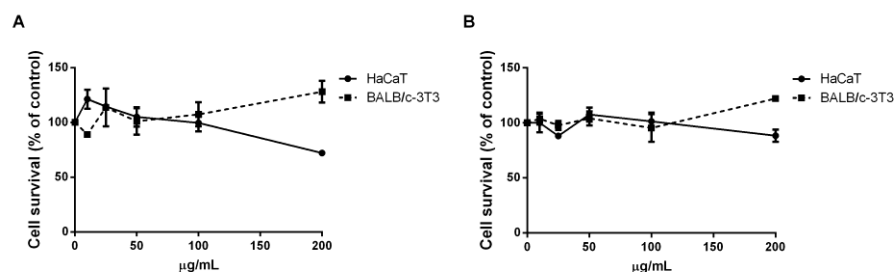 A
Cell survival (% of control)
150
100
50
0
0
50
100
150
200
μg/mL
HaCaT
BALB/c-3T3
B
Cell survival (% of control)
150
100
50
0
0
50
100
150
200
μg/mL
HaCaT
BALB/c-3T3